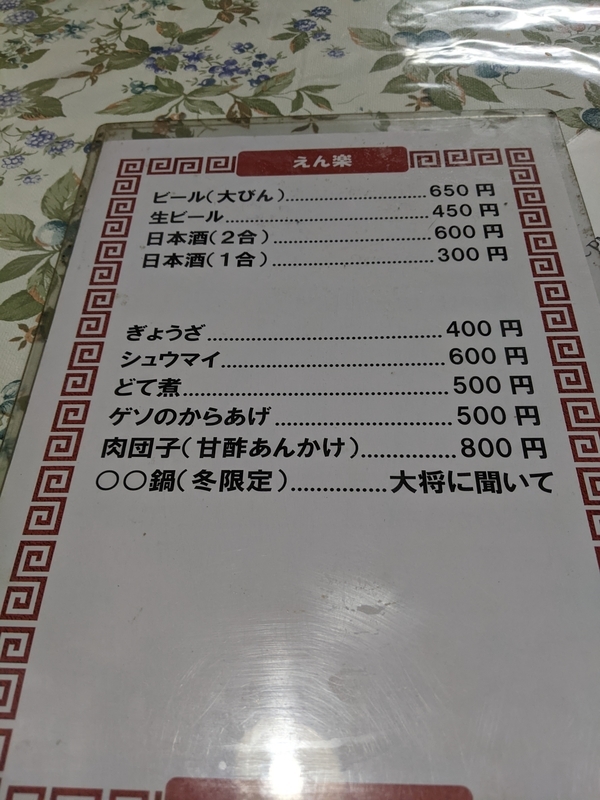 えん楽
ビール(大びん)……………650円
生ビール……………450円
日本酒(2合)……………600円
日本酒(1合)……………300円
ぎょうざ……………400円
シュウマイ……………600円
どて煮……………500円
ゲソのからあげ……………500円
肉団子(甘酢あんかけ)……………800円
〇〇鍋(冬限定)……………大将に聞いて